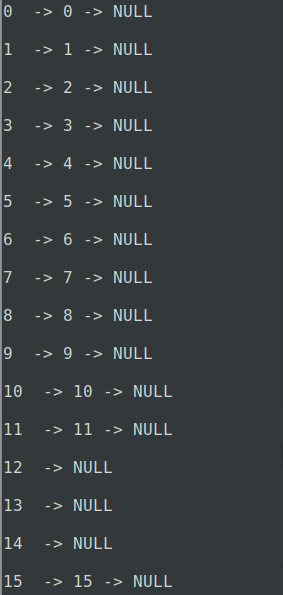 0  -> 0 -> NULL
1  -> 1 -> NULL
2  -> 2 -> NULL
3  -> 3 -> NULL
4  -> 4 -> NULL
5  -> 5 -> NULL
6  -> 6 -> NULL
7  -> 7 -> NULL
8  -> 8 -> NULL
9  -> 9 -> NULL
10  -> 10 -> NULL
11  -> 11 -> NULL
12  -> NULL
13  -> NULL
14  -> NULL
15  -> 15 -> NULL